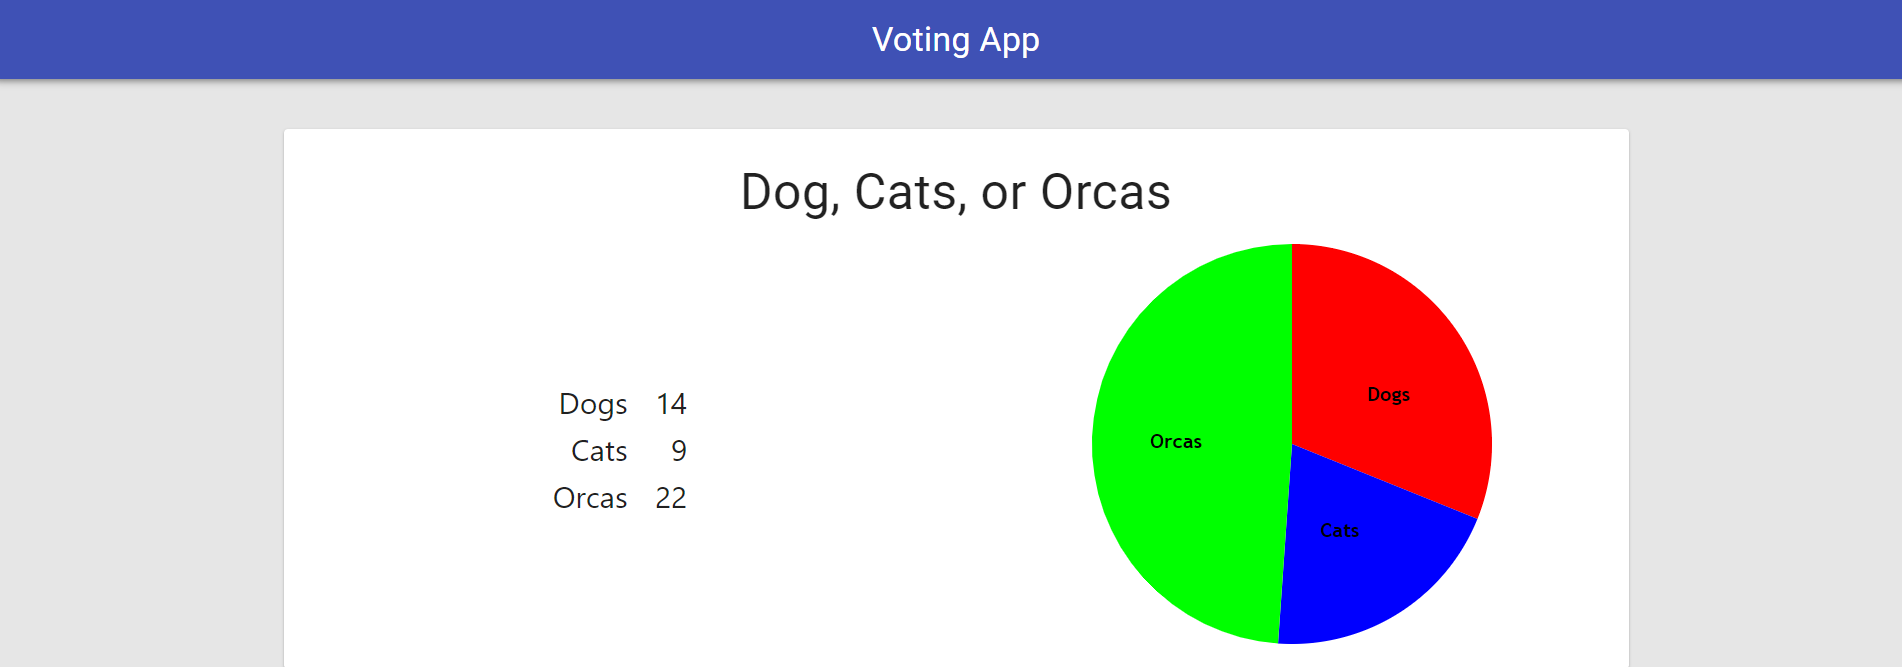 Voting App
Dog, Cats, or Orcas
Dogs 14
Cats 9
Orcas 22
Dogs
Orcas
Cats